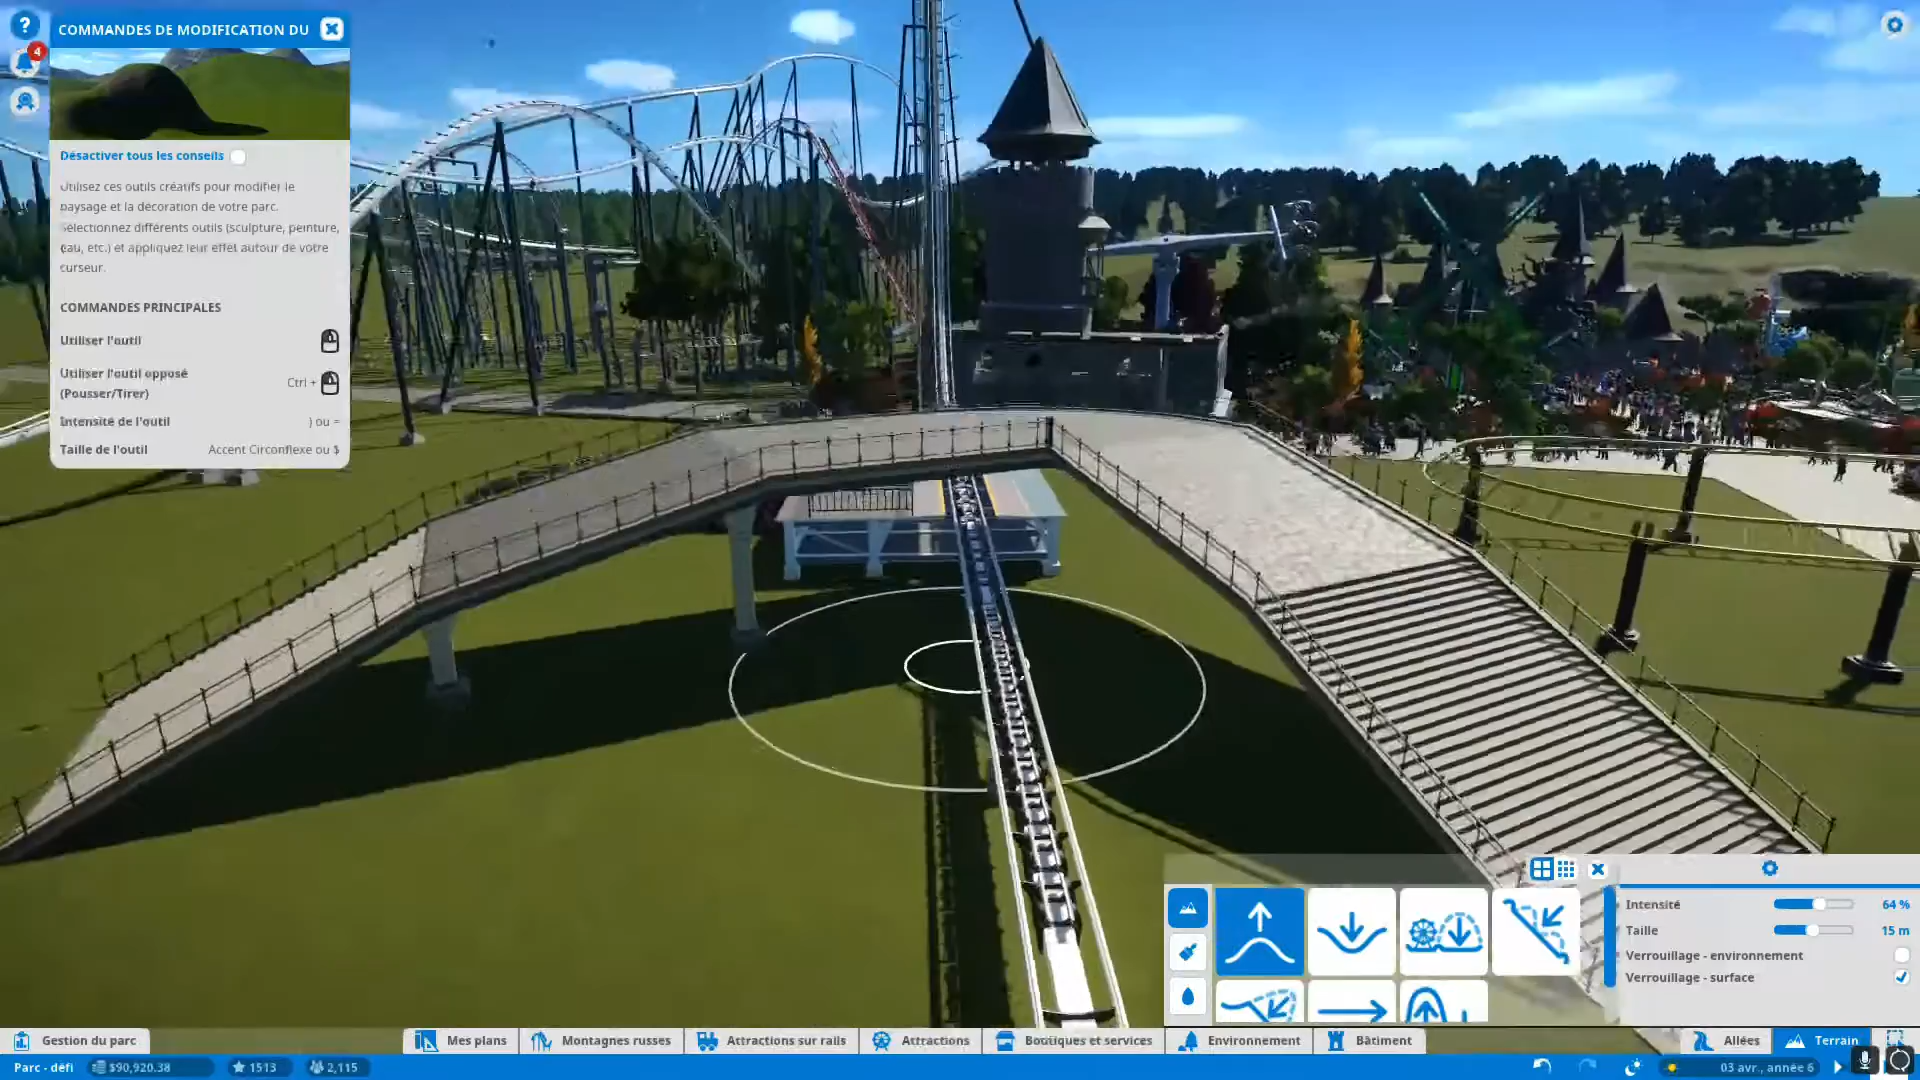 ?
COMMANDES DE MODIFICATION DU
4
Désactiver tous les conseils
Utilisez ces outils créatifs pour modifier le
paysage et la décoration de votre parc.
Sélectionnez différents outils (sculpture, peinture,
eau, etc.) et appliquez leur effet autour de votre
curseur.
COMMANDES PRINCIPALES
Utiliser l'outil
Utiliser l'outil opposé
(Pousser/Tirer)
Ctrl +
Intensité de l'outil
) ou =
Taille de l'outil
Accent Circonflexe ou $
Intensité
64 %
Taille
15 m
Verrouillage - environnement
Verrouillage - surface
Gestion du parc
Mes plans
Montagnes russes
Attractions sur rails
Attractions
Boutiques et services
Environnement
Bâtiment
Allées
Terrain
Parc - défi
$90,920.38
1513
2,115
03 avr., année 6